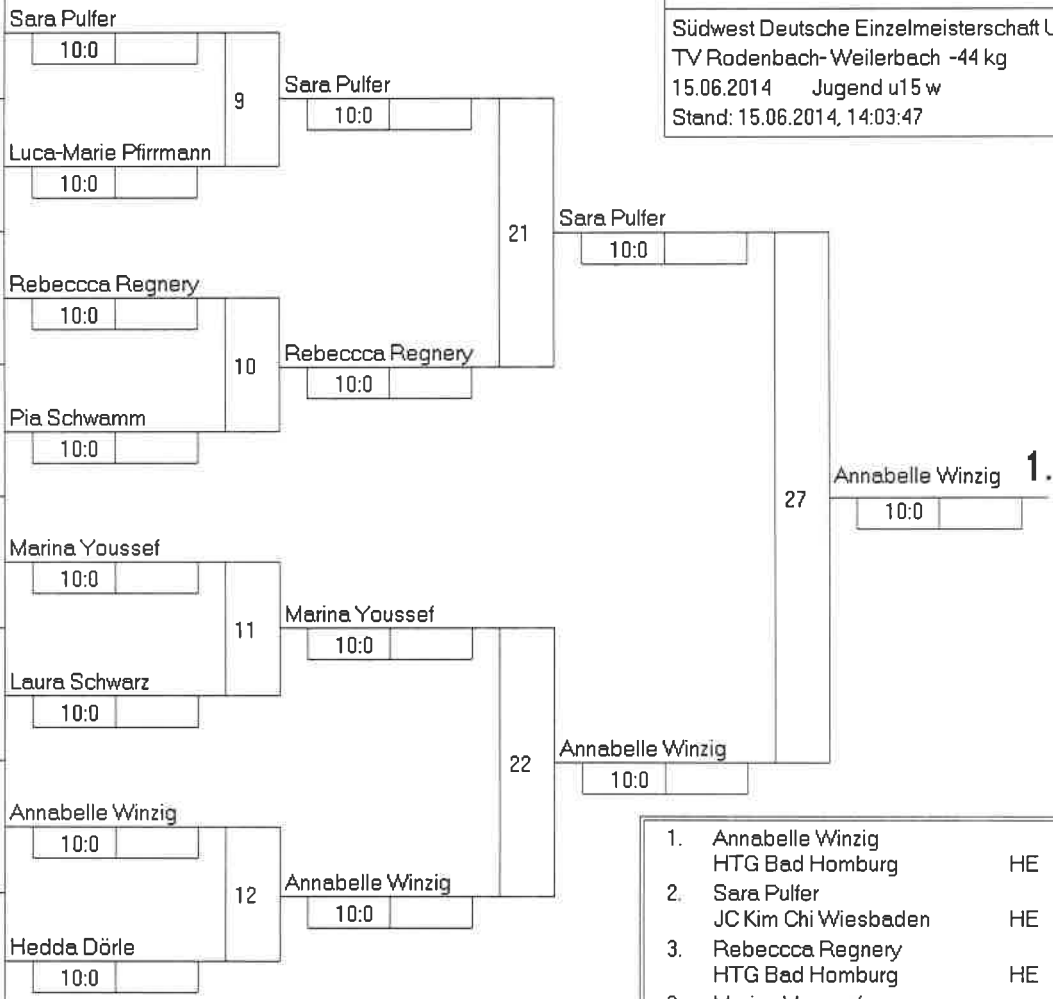 Südwest Deutsche Einzelmeisterschaft U
TV Rodenbach-Weilerbach -44 kg
15.06.2014 Jugend u15 w
Stand: 15.06.2014, 14:03:47
Sara Pulfer
10:0
9
Luca-Marie Pfirrmann
10:0
Rebeccca Regnery
10:0
10
Pia Schwamm
10:0
Marina Youssef
10:0
11
Laura Schwarz
10:0
Annabelle Winzig
10:0
12
Hedda Dörle
10:0
Sara Pulfer
10:0
21
Rebeccca Regnery
10:0
Marina Youssef
10:0
22
Annabelle Winzig
10:0
Sara Pulfer
10:0
27
Annabelle Winzig
10:0
Annabelle Winzig 1.
10:0
1. Annabelle Winzig
HTG Bad Homburg HE
2. Sara Pulfer
JC Kim Chi Wiesbaden HE
3. Rebeccca Regnery
HTG Bad Homburg HE